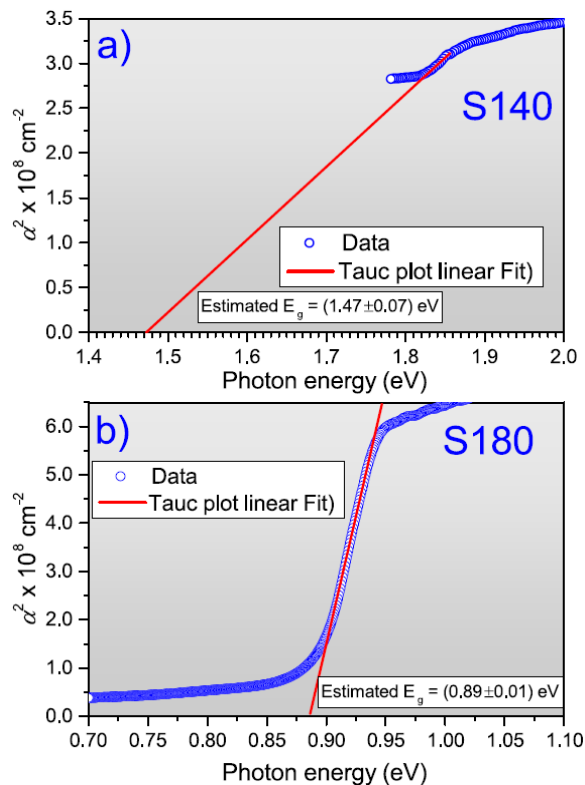 a)
S140
3.5
3.0
2.5
2.0
1.5
1.0
0.5
0.0
α² x 10⁸ cm⁻²
Data
Tauc plot linear Fit)
Estimated E_g = (1.47±0.07) eV
1.4 1.5 1.6 1.7 1.8 1.9 2.0
Photon energy (eV)
b)
S180
6.0
5.0
4.0
3.0
2.0
1.0
0.0
α² x 10⁸ cm⁻²
Data
Tauc plot linear Fit)
Estimated E_g = (0.89±0.01) eV
0.70 0.75 0.80 0.85 0.90 0.95 1.00 1.05 1.10
Photon energy (eV)